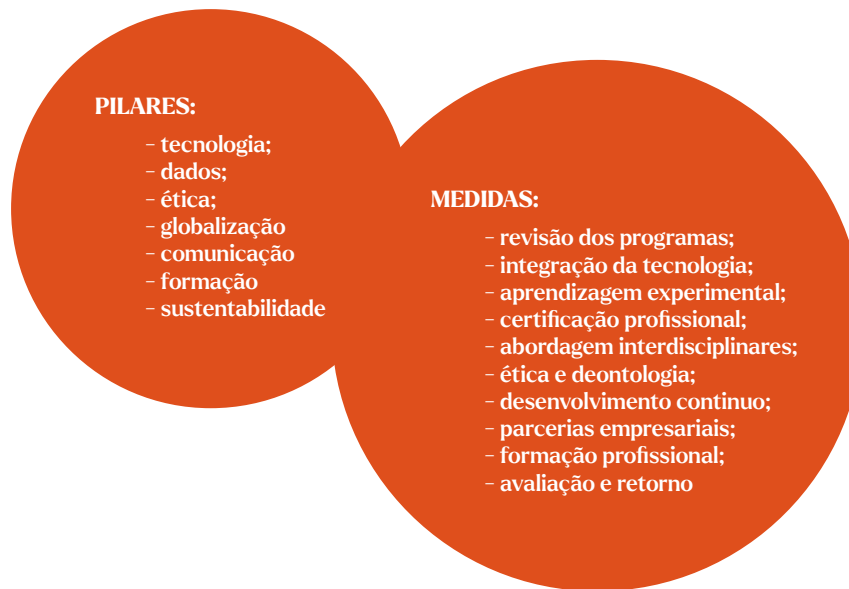 PILARES:
– tecnologia;
– dados;
– ética;
– globalização
– comunicação
– formação
– sustentabilidade
MEDIDAS:
– revisão dos programas;
– integração da tecnologia;
– aprendizagem experimental;
– certificação profissional;
– abordagem interdisciplinares;
– ética e deontologia;
– desenvolvimento continuo;
– parcerias empresariais;
– formação profissional;
– avaliação e retorno